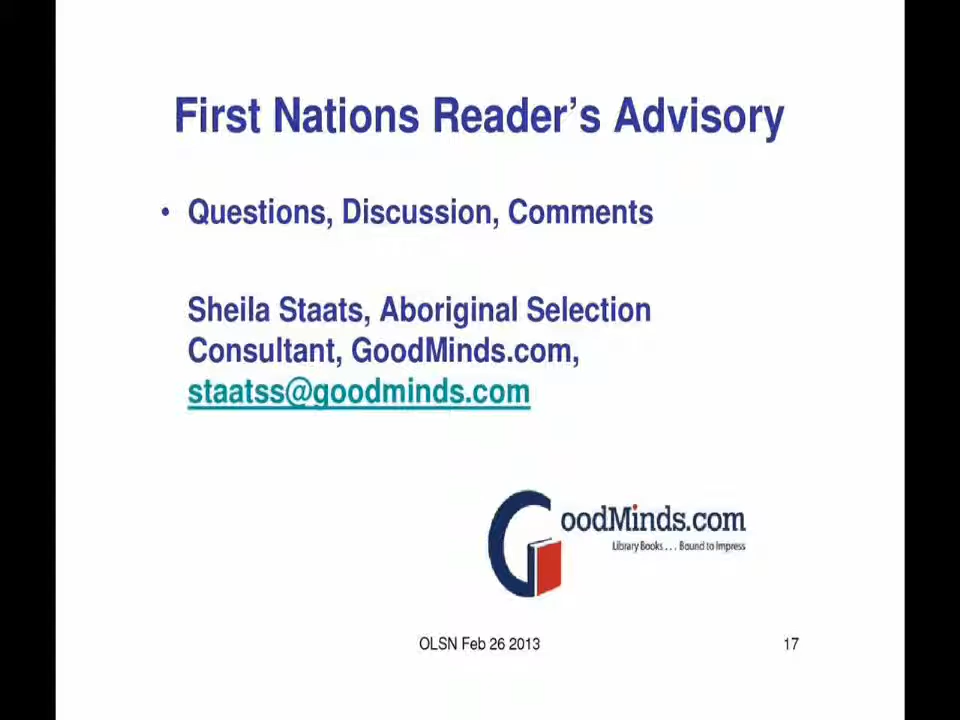 First Nations Reader’s Advisory
• Questions, Discussion, Comments
Sheila Staats, Aboriginal Selection
Consultant, GoodMinds.com,
staatss@goodminds.com
GoodMinds.com
Library Books . . . Bound to Impress
OLSN Feb 26 2013
17